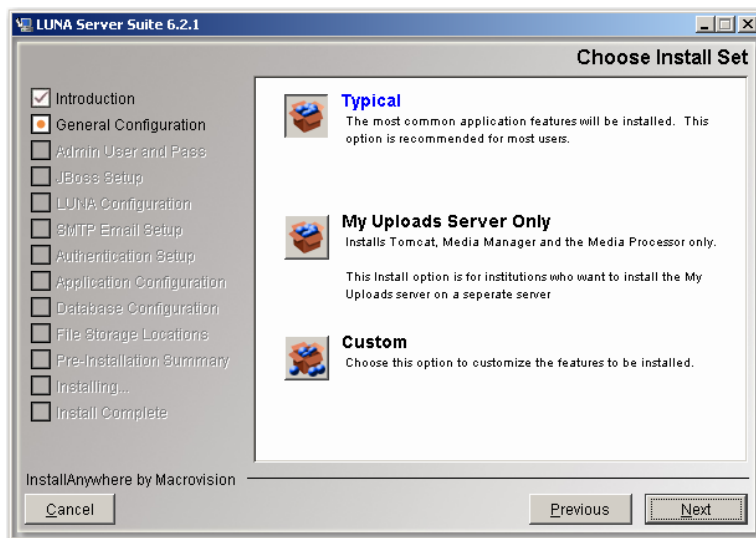 LUNA Server Suite 6.2.1
Choose Install Set
Introduction
General Configuration
Admin User and Pass
JBoss Setup
LUNA Configuration
SMTP Email Setup
Authentication Setup
Application Configuration
Database Configuration
File Storage Locations
Pre-Installation Summary
Installing...
Install Complete
Typical
The most common application features will be installed. This
option is recommended for most users.
My Uploads Server Only
Installs Tomcat, Media Manager and the Media Processor only.
This Install option is for institutions who want to install the My
Uploads server on a seperate server
Custom
Choose this option to customize the features to be installed.
InstallAnywhere by Macrovision
Cancel
Previous
Next